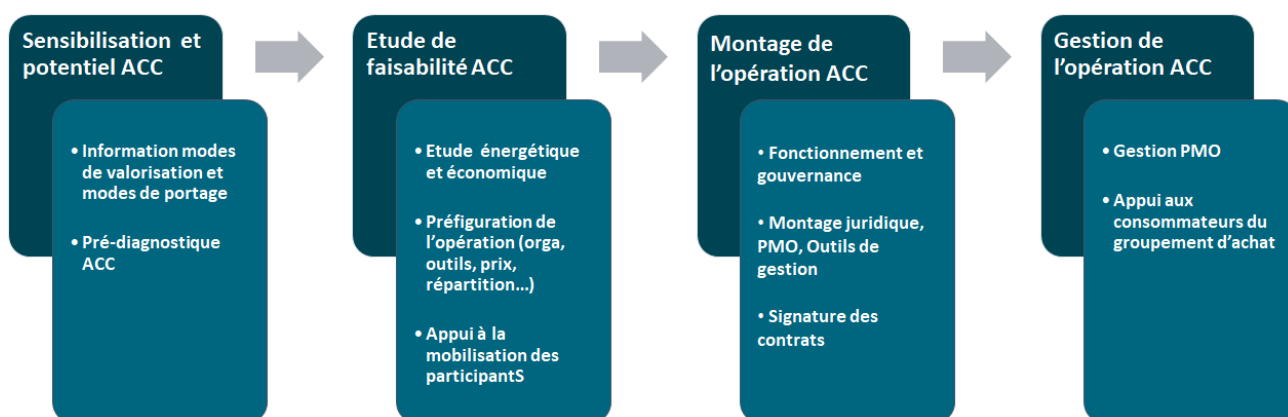 Sensibilisation et
potentiel ACC
• Information modes
de valorisation et
modes de portage
• Pré-diagnostique
ACC
Etude de
faisabilité ACC
• Etude énergétique
et économique
• Préfiguration de
l’opération (orga,
outils, prix,
répartition…)
• Appui à la
mobilisation des
participantS
Montage de
l’opération ACC
• Fonctionnement et
gouvernance
• Montage juridique,
PMO, Outils de
gestion
• Signature des
contrats
Gestion de
l’opération ACC
• Gestion PMO
• Appui aux
consommateurs du
groupement d’achat